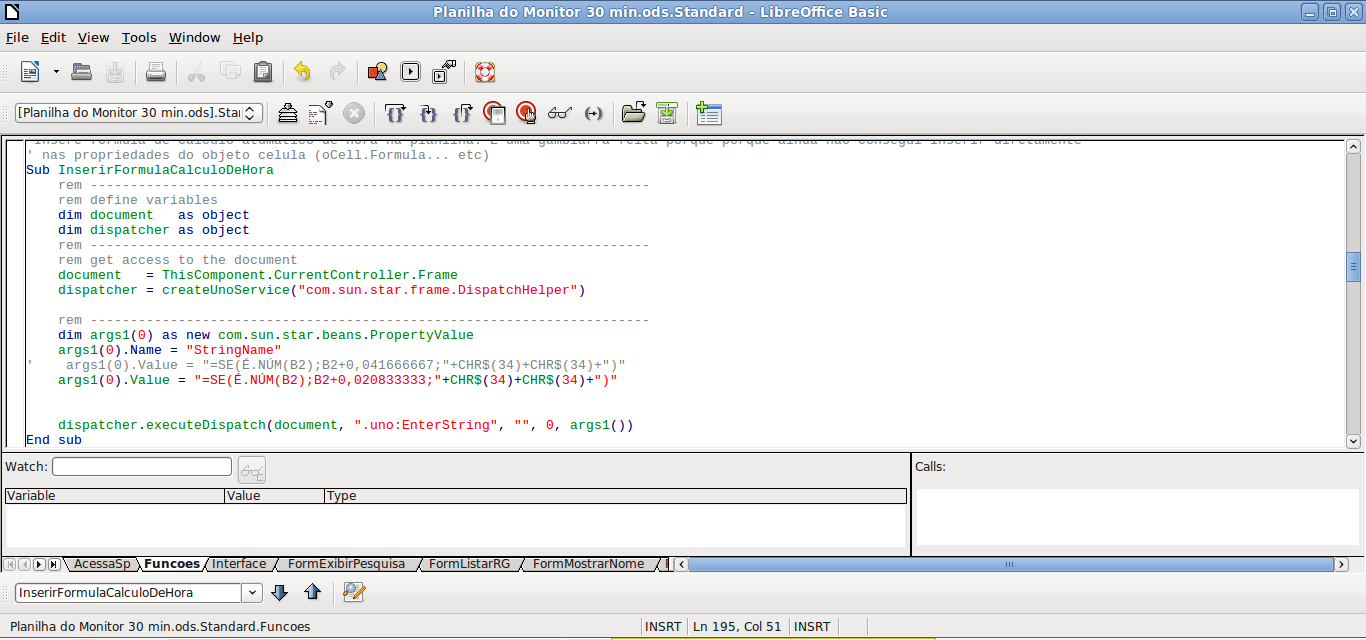 Planilha do Monitor 30 min.ods.Standard - LibreOffice Basic
File Edit View Tools Window Help
[Planilha do Monitor 30 min.ods].Star
' nas propriedades do objeto celula (oCell.Formula... etc)
Sub InserirFormulaCalculoDeHora
rem ----------------------------------------------------------------------
rem define variables
dim document   as object
dim dispatcher as object
rem ----------------------------------------------------------------------
rem get access to the document
document   = ThisComponent.CurrentController.Frame
dispatcher = createUnoService("com.sun.star.frame.DispatchHelper")
rem ----------------------------------------------------------------------
dim args1(0) as new com.sun.star.beans.PropertyValue
args1(0).Name = "StringName"
'    args1(0).Value = "=SE(É.NÚM(B2);B2+0,041666667;"+CHR$(34)+CHR$(34)+")"
args1(0).Value = "=SE(É.NÚM(B2);B2+0,020833333;"+CHR$(34)+CHR$(34)+")"
dispatcher.executeDispatch(document, ".uno:EnterString", "", 0, args1())
End sub
Watch:
Calls:
Variable Value Type
AcessaSp Funcoes Interface FormExibirPesquisa FormListarRG FormMostrarNome
InserirFormulaCalculoDeHora
Planilha do Monitor 30 min.ods.Standard.Funcoes INSRT Ln 195, Col 51 INSRT